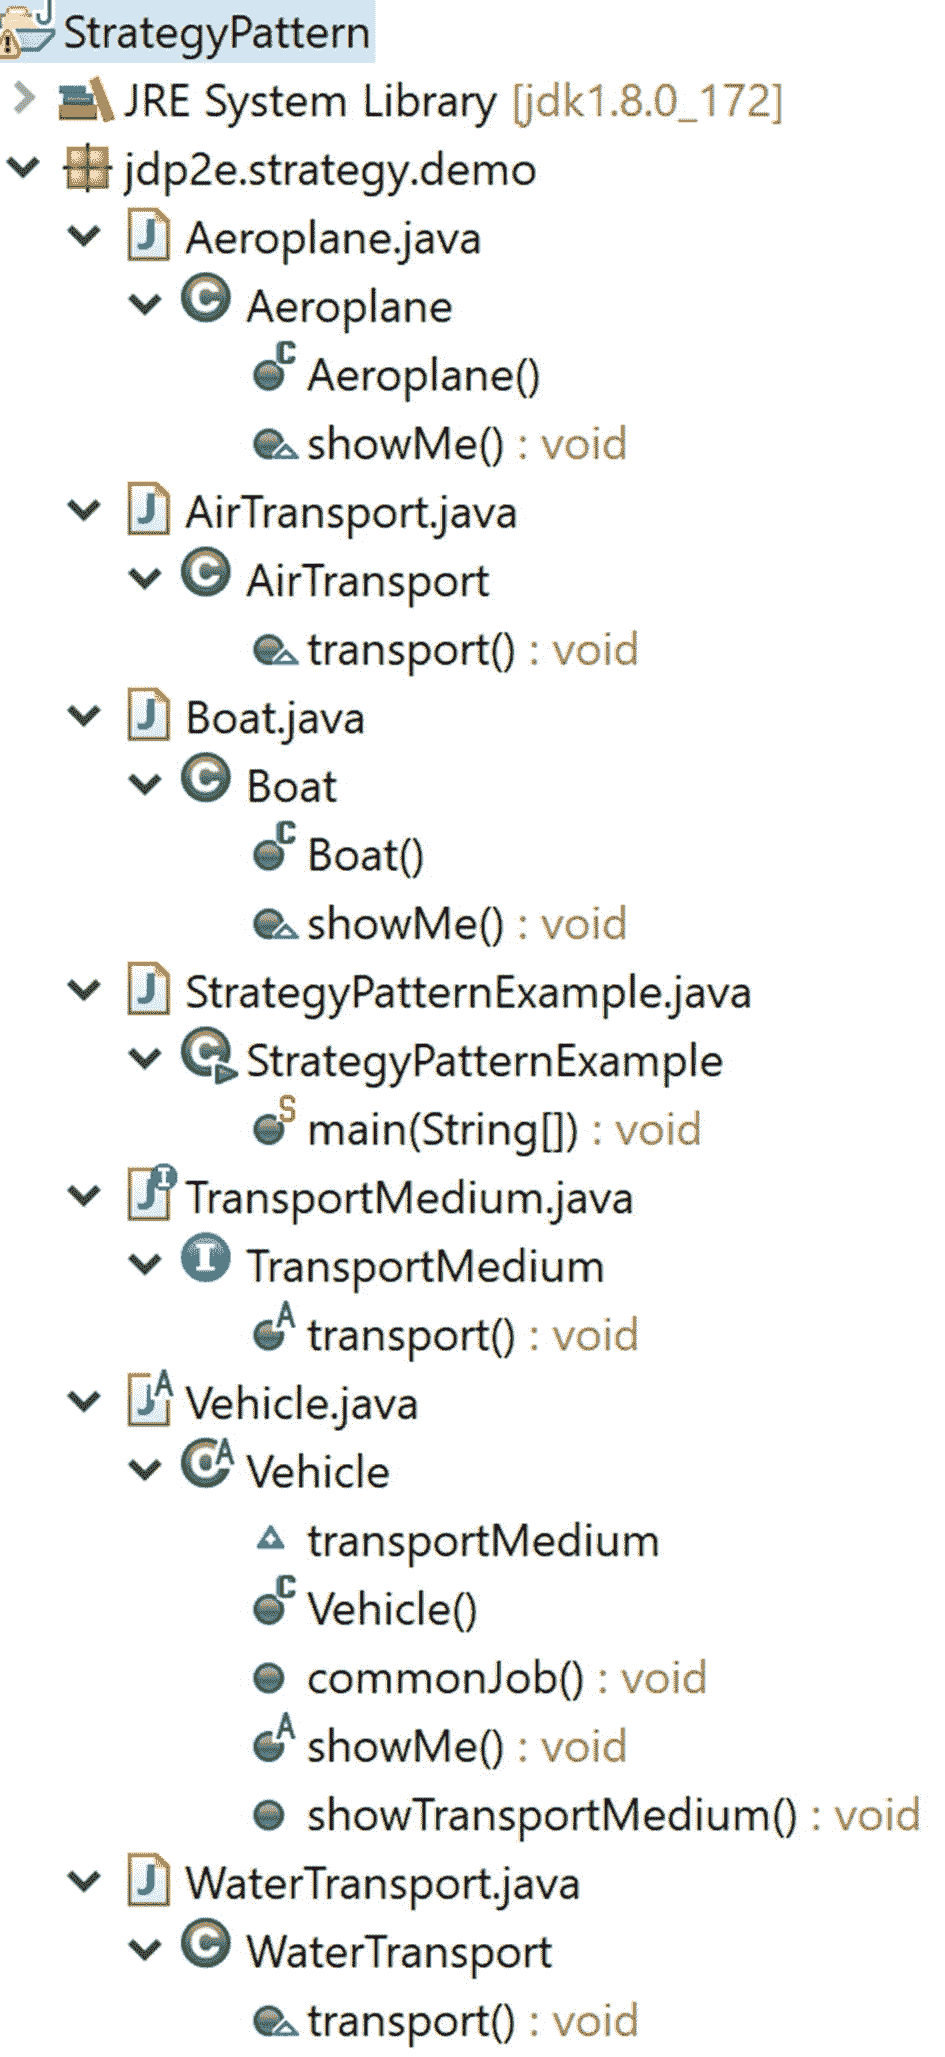 StrategyPattern
JRE System Library [jdk1.8.0_172]
jdp2e.strategy.demo
Aeroplane.java
Aeroplane
Aeroplane()
showMe() : void
AirTransport.java
AirTransport
transport() : void
Boat.java
Boat
Boat()
showMe() : void
StrategyPatternExample.java
StrategyPatternExample
main(String[]) : void
TransportMedium.java
TransportMedium
transport() : void
Vehicle.java
Vehicle
transportMedium
Vehicle()
commonJob() : void
showMe() : void
showTransportMedium() : void
WaterTransport.java
WaterTransport
transport() : void